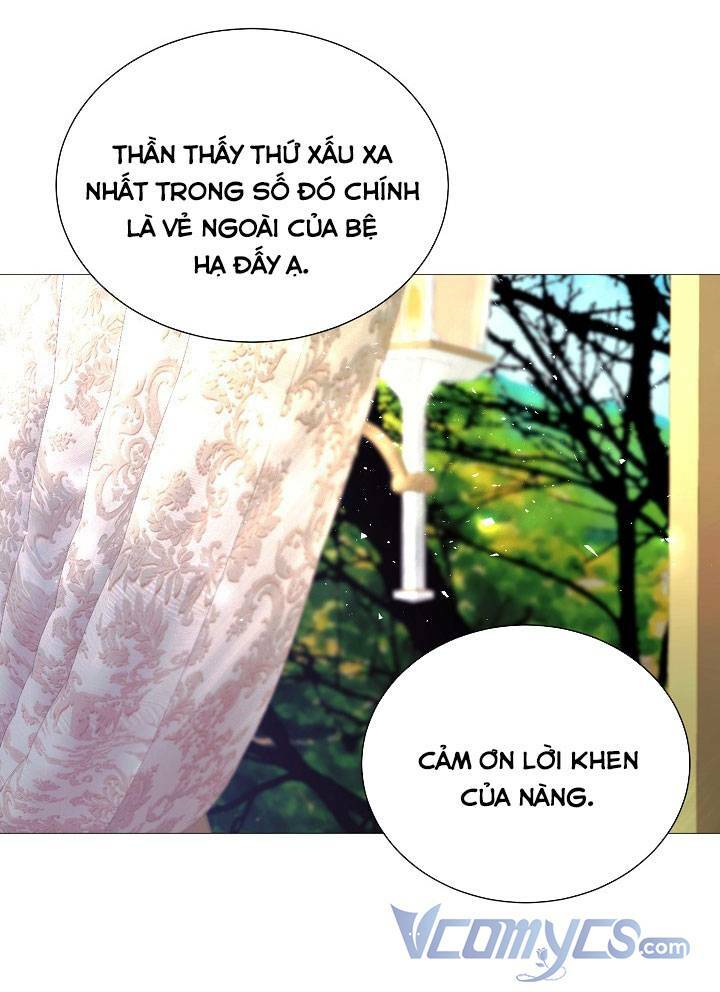 THẦN THẤY THỨ XẤU XA
NHẤT TRONG SỐ ĐÓ CHÍNH
LÀ VẺ NGOÀI CỦA BỆ
HẠ ĐẤY Ạ.
CẢM ƠN LỜI KHEN
CỦA NÀNG.
VCOMYCS.com